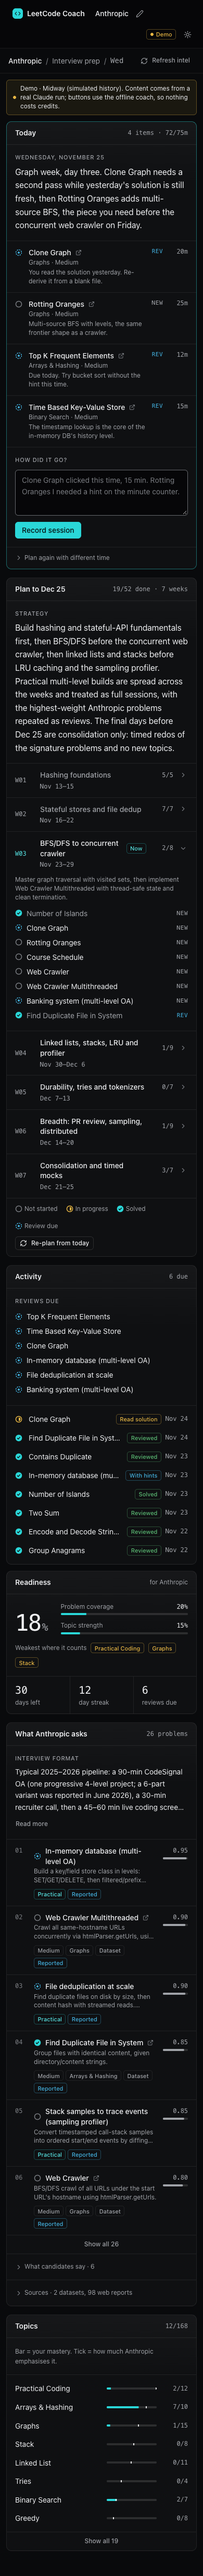 LeetCode Coach Anthropic
Demo
Anthropic / Interview prep / Wed Refresh intel
Demo - Midway (simulated history). Content comes from a
real Claude run; buttons use the offline coach, so nothing
costs credits.
Today 4 items · 72/75m
WEDNESDAY, NOVEMBER 25
Graph week, day three. Clone Graph needs a
second pass while yesterday's solution is still
fresh, then Rotting Oranges adds multi-
source BFS, the piece you need before the
concurrent web crawler on Friday.
Clone Graph REV 20m
Graphs · Medium
You read the solution yesterday. Re-
derive it from a blank file.
Rotting Oranges NEW 25m
Graphs · Medium
Multi-source BFS with levels, the same
frontier shape as a crawler.
Top K Frequent Elements REV 12m
Arrays & Hashing · Medium
Due today. Try bucket sort without the
hint this time.
Time Based Key-Value Store REV 15m
Binary Search · Medium
The timestamp lookup is the core of the
in-memory DB's history level.
HOW DID IT GO?
Clone Graph clicked this time, 15 min. Rotting
Oranges I needed a hint on the minute counter.
Record session
Plan again with different time
Plan to Dec 25 19/52 done · 7 weeks
STRATEGY
Build hashing and stateful-API fundamentals
first, then BFS/DFS before the concurrent web
crawler, then linked lists and stacks before
LRU caching and the sampling profiler.
Practical multi-level builds are spread across
the weeks and treated as full sessions, with
the highest-weight Anthropic problems
repeated as reviews. The final days before
Dec 25 are consolidation only: timed redos of
the signature problems and no new topics.
W01 Hashing foundations 5/5
Nov 13–15
W02 Stateful stores and file dedup 7/7
Nov 16–22
W03 BFS/DFS to concurrent crawler Now 2/8
Nov 23–29
Master graph traversal with visited sets, then implement
Web Crawler Multithreaded with thread-safe state and
clean termination.
Number of Islands NEW
Clone Graph NEW
Rotting Oranges NEW
Course Schedule NEW
Web Crawler NEW
Web Crawler Multithreaded NEW
Banking system (multi-level OA) NEW
Find Duplicate File in System REV
W04 Linked lists, stacks, LRU and profiler 1/9
Nov 30–Dec 6
W05 Durability, tries and tokenizers 0/7
Dec 7–13
W06 Breadth: PR review, sampling, distributed 1/9
Dec 14–20
W07 Consolidation and timed mocks 3/7
Dec 21–25
Not started In progress Solved
Review due
Re-plan from today
Activity 6 due
REVIEWS DUE
Top K Frequent Elements
Time Based Key-Value Store
Clone Graph
In-memory database (multi-level OA)
File deduplication at scale
Banking system (multi-level OA)
Clone Graph Read solution Nov 24
Find Duplicate File in Syst... Reviewed Nov 24
Contains Duplicate Reviewed Nov 23
In-memory database (mu... With hints Nov 23
Number of Islands Solved Nov 23
Two Sum Reviewed Nov 23
Encode and Decode Strin... Reviewed Nov 22
Group Anagrams Reviewed Nov 22
Readiness for Anthropic
18%
Problem coverage 20%
Topic strength 15%
Weakest where it counts Practical Coding Graphs
Stack
30 12 6
days left day streak reviews due
What Anthropic asks 26 problems
INTERVIEW FORMAT
Typical 2025–2026 pipeline: a 90-min CodeSignal
OA (one progressive 4-level project; a 6-part
variant was reported in June 2026), a 30-min
recruiter call, then a 45–60 min live coding scree...
Read more
01 In-memory database (multi-level OA) 0.95
Build a key/field store class in levels:
SET/GET/DELETE, then filtered/prefix...
Practical Reported
02 Web Crawler Multithreaded 0.90
Crawl all same-hostname URLs
concurrently via htmlParser.getUrls, usi...
Medium Graphs Dataset
Reported
03 File deduplication at scale 0.90
Find duplicate files on disk by size, then
content hash with streamed reads....
Practical Reported
04 Find Duplicate File in System 0.85
Group files with identical content, given
directory/content strings.
Medium Arrays & Hashing Dataset
Reported
05 Stack samples to trace events (sampling profiler) 0.85
Convert timestamped call-stack samples
into ordered start/end events by diffing...
Practical Reported
06 Web Crawler 0.80
BFS/DFS crawl of all URLs under the start
URL's hostname using htmlParser.getUrls.
Medium Graphs Dataset
Reported
Show all 26
What candidates say · 6
Sources · 2 datasets, 98 web reports
Topics 12/168
Bar = your mastery. Tick = how much Anthropic
emphasises it.
Practical Coding 2/12
Arrays & Hashing 7/10
Graphs 1/15
Stack 0/8
Linked List 0/11
Tries 0/4
Binary Search 2/7
Greedy 0/8
Show all 19